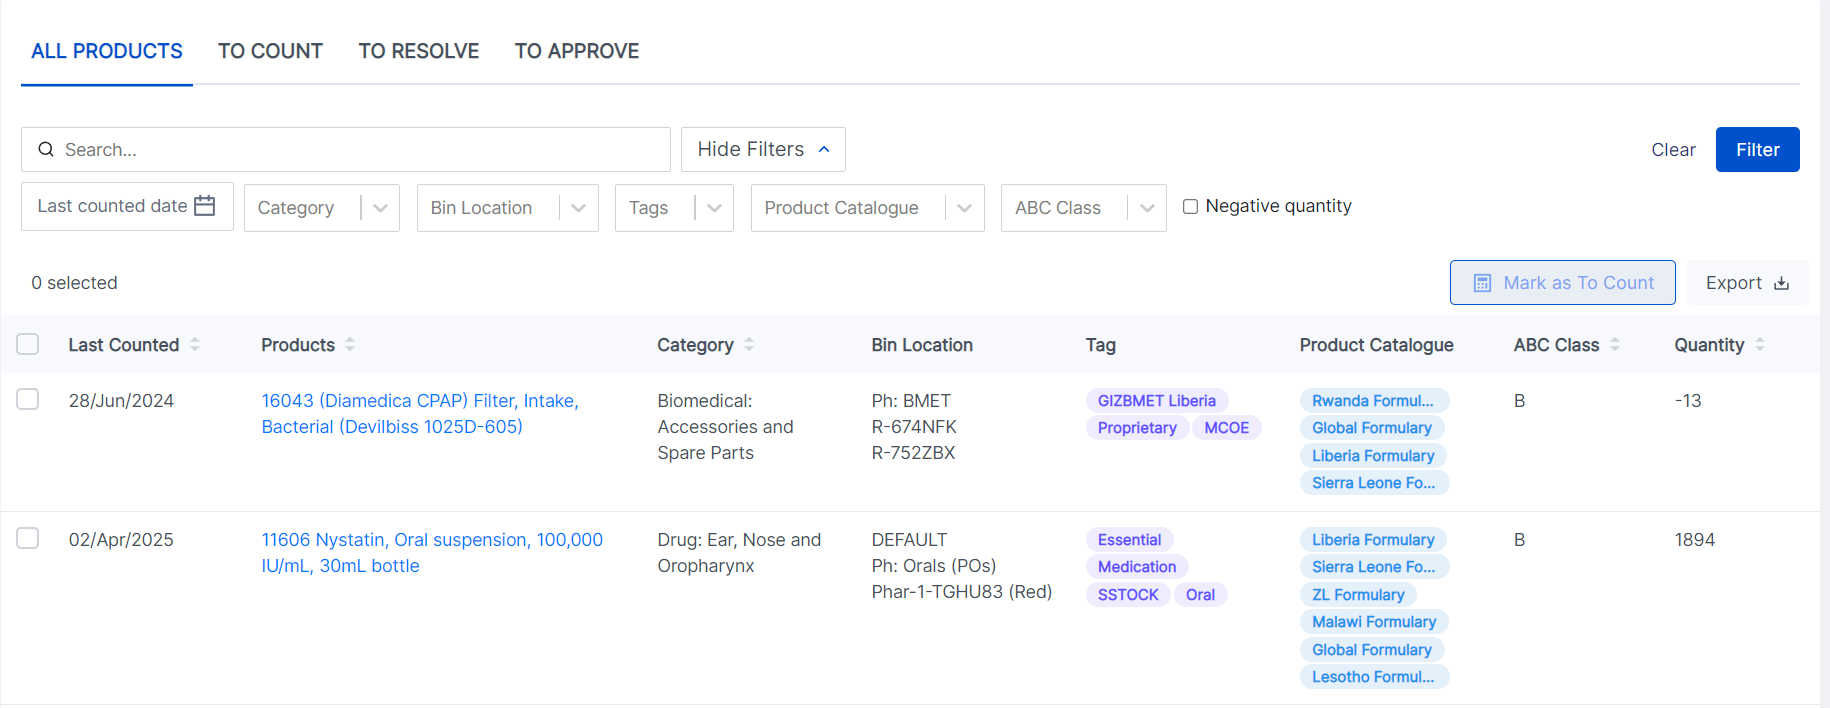 ALL PRODUCTS TO COUNT TO RESOLVE TO APPROVE
Search... Hide Filters Clear Filter
Last counted date Category Bin Location Tags Product Catalogue ABC Class Negative quantity
0 selected Mark as To Count Export
Last Counted Products Category Bin Location Tag Product Catalogue ABC Class Quantity
28/Jun/2024 16043 (Diamedica CPAP) Filter, Intake, Biomedical: Ph: BMET GIZBMET Liberia Rwanda Formul... B -13
Bacterial (Devilbiss 1025D-605) Accessories and R-674NFK Proprietary MCOE Global Formulary
Spare Parts R-752ZBX Liberia Formulary
Sierra Leone Fo...
02/Apr/2025 11606 Nystatin, Oral suspension, 100,000 Drug: Ear, Nose and DEFAULT Essential Liberia Formulary B 1894
IU/mL, 30mL bottle Oropharynx Ph: Orals (POs) Medication Sierra Leone Fo...
Phar-1-TGHU83 (Red) SSTOCK Oral ZL Formulary
Malawi Formulary
Global Formulary
Lesotho Formul...